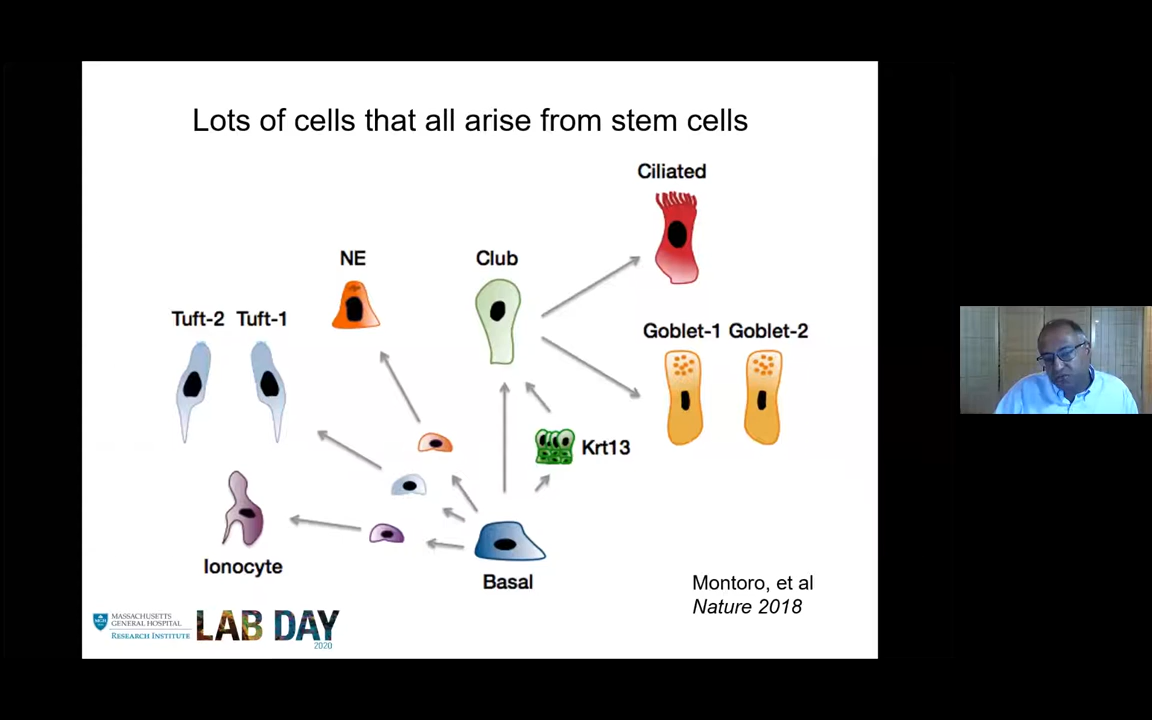 Lots of cells that all arise from stem cells
Ciliated
NE
Club
Tuft-2 Tuft-1
Goblet-1 Goblet-2
Krt13
Ionocyte
Basal
Montoro, et al
Nature 2018
MASSACHUSETTS
GENERAL HOSPITAL
RESEARCH INSTITUTE
LAB DAY
2020